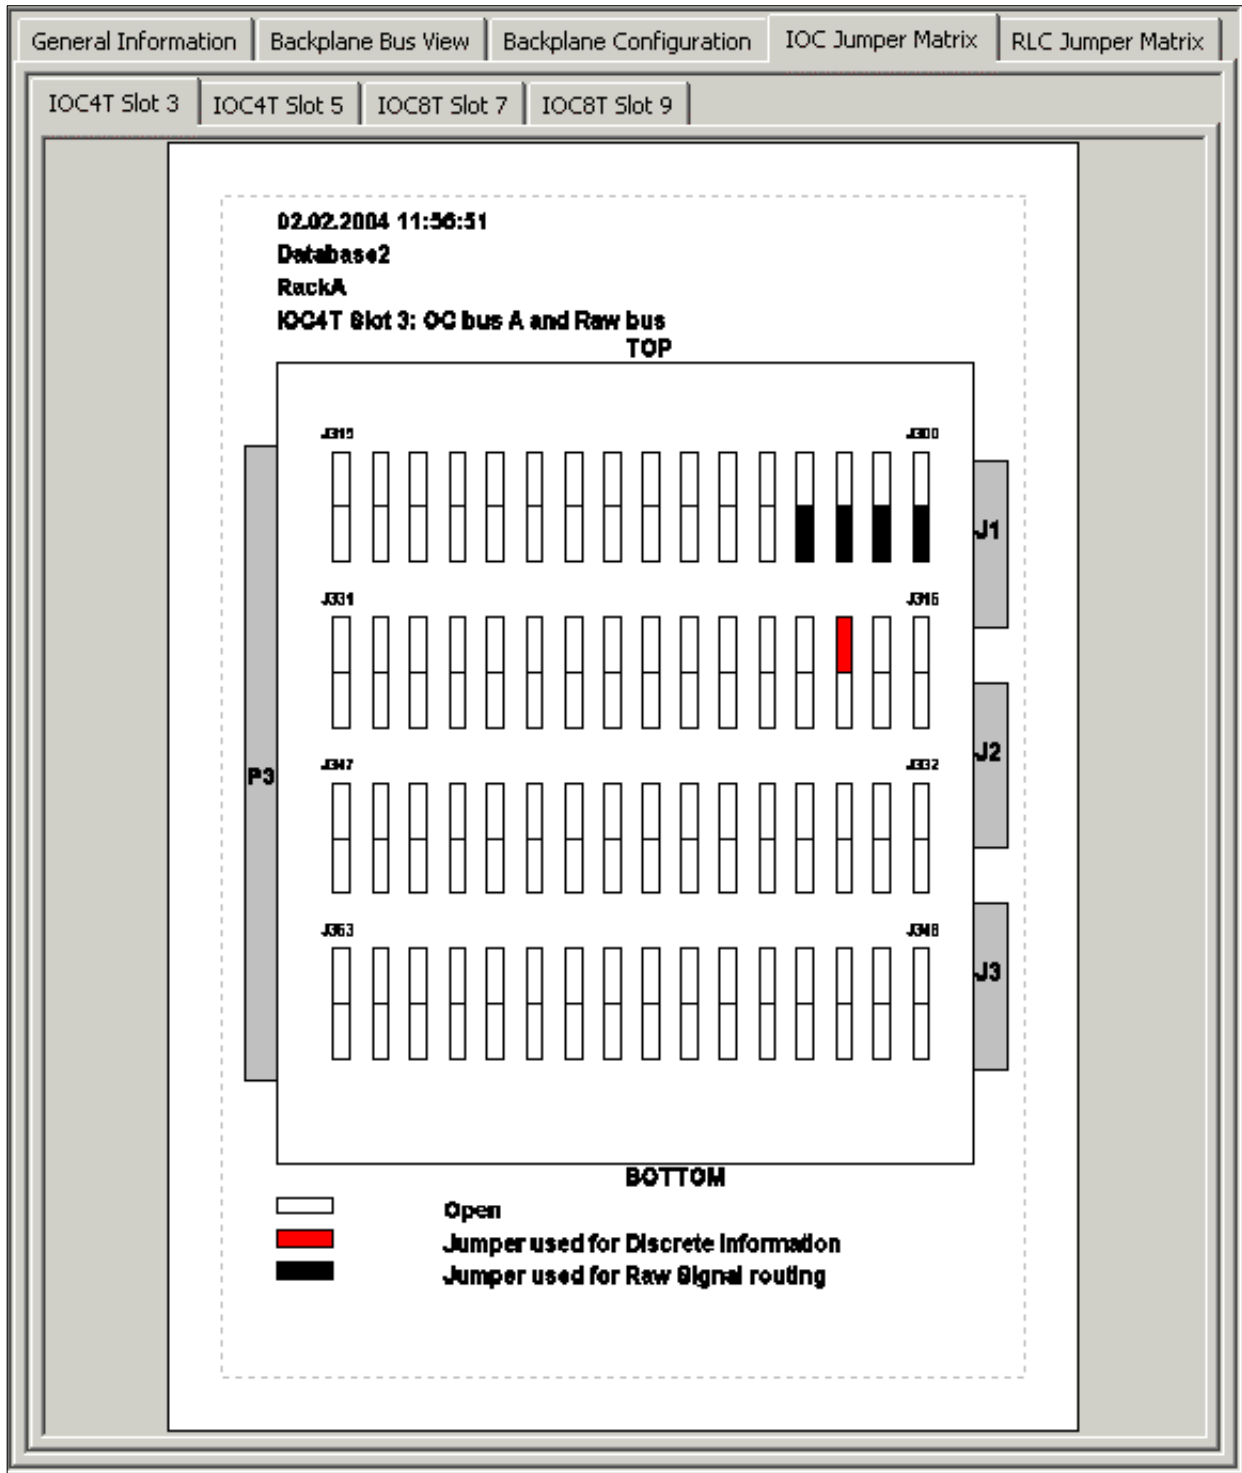 General Information Backplane Bus View Backplane Configuration IOC Jumper Matrix RLC Jumper Matrix
IOC4T Slot 3 IOC4T Slot 5 IOC8T Slot 7 IOC8T Slot 9
02.02.2004 11:56:51
Database2
RackA
IOC4T Slot 3: OC bus A and Raw bus
TOP
J315 J300
J1
J331 J316
J2
P3
J347 J332
J363 J348
J3
BOTTOM
Open
Jumper used for Discrete Information
Jumper used for Raw Signal routing